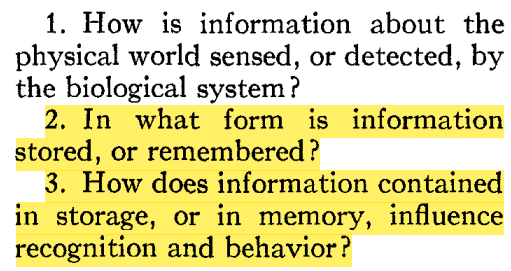 1. How is information about the
physical world sensed, or detected, by
the biological system?
2. In what form is information
stored, or remembered?
3. How does information contained
in storage, or in memory, influence
recognition and behavior?